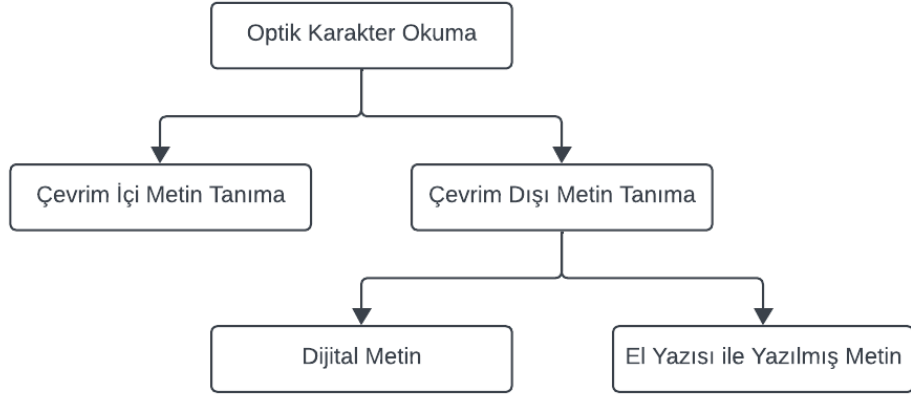 Optik Karakter Okuma
Çevrim İçi Metin Tanıma
Çevrim Dışı Metin Tanıma
Dijital Metin
El Yazısı ile Yazılmış Metin